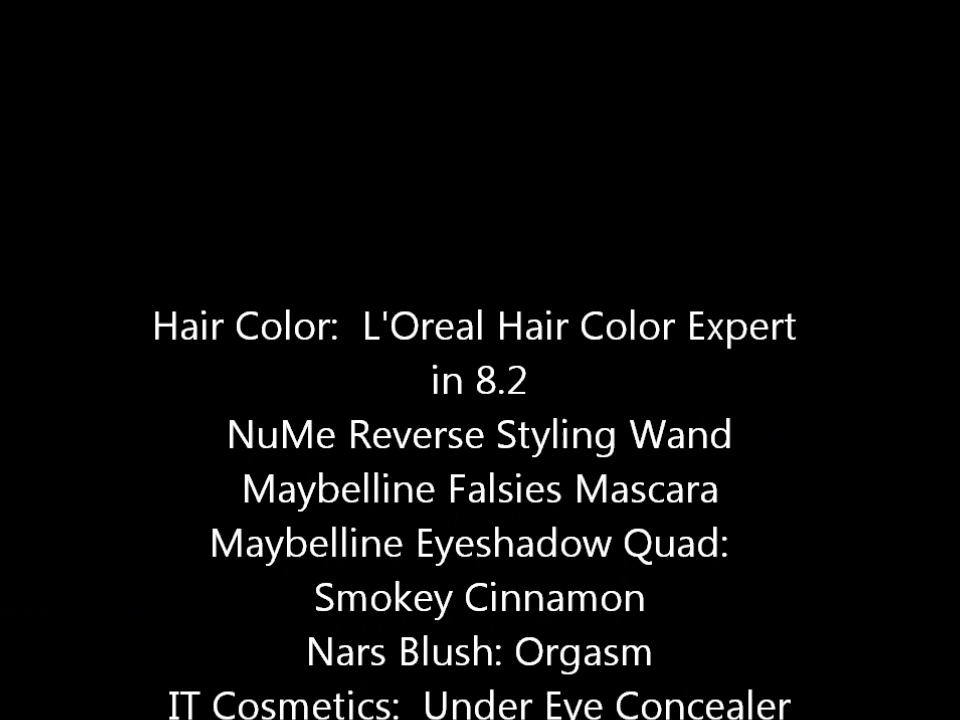 Hair Color:  L'Oreal Hair Color Expert
in 8.2
NuMe Reverse Styling Wand
Maybelline Falsies Mascara
Maybelline Eyeshadow Quad:
Smokey Cinnamon
Nars Blush: Orgasm
IT Cosmetics:  Under Eye Concealer